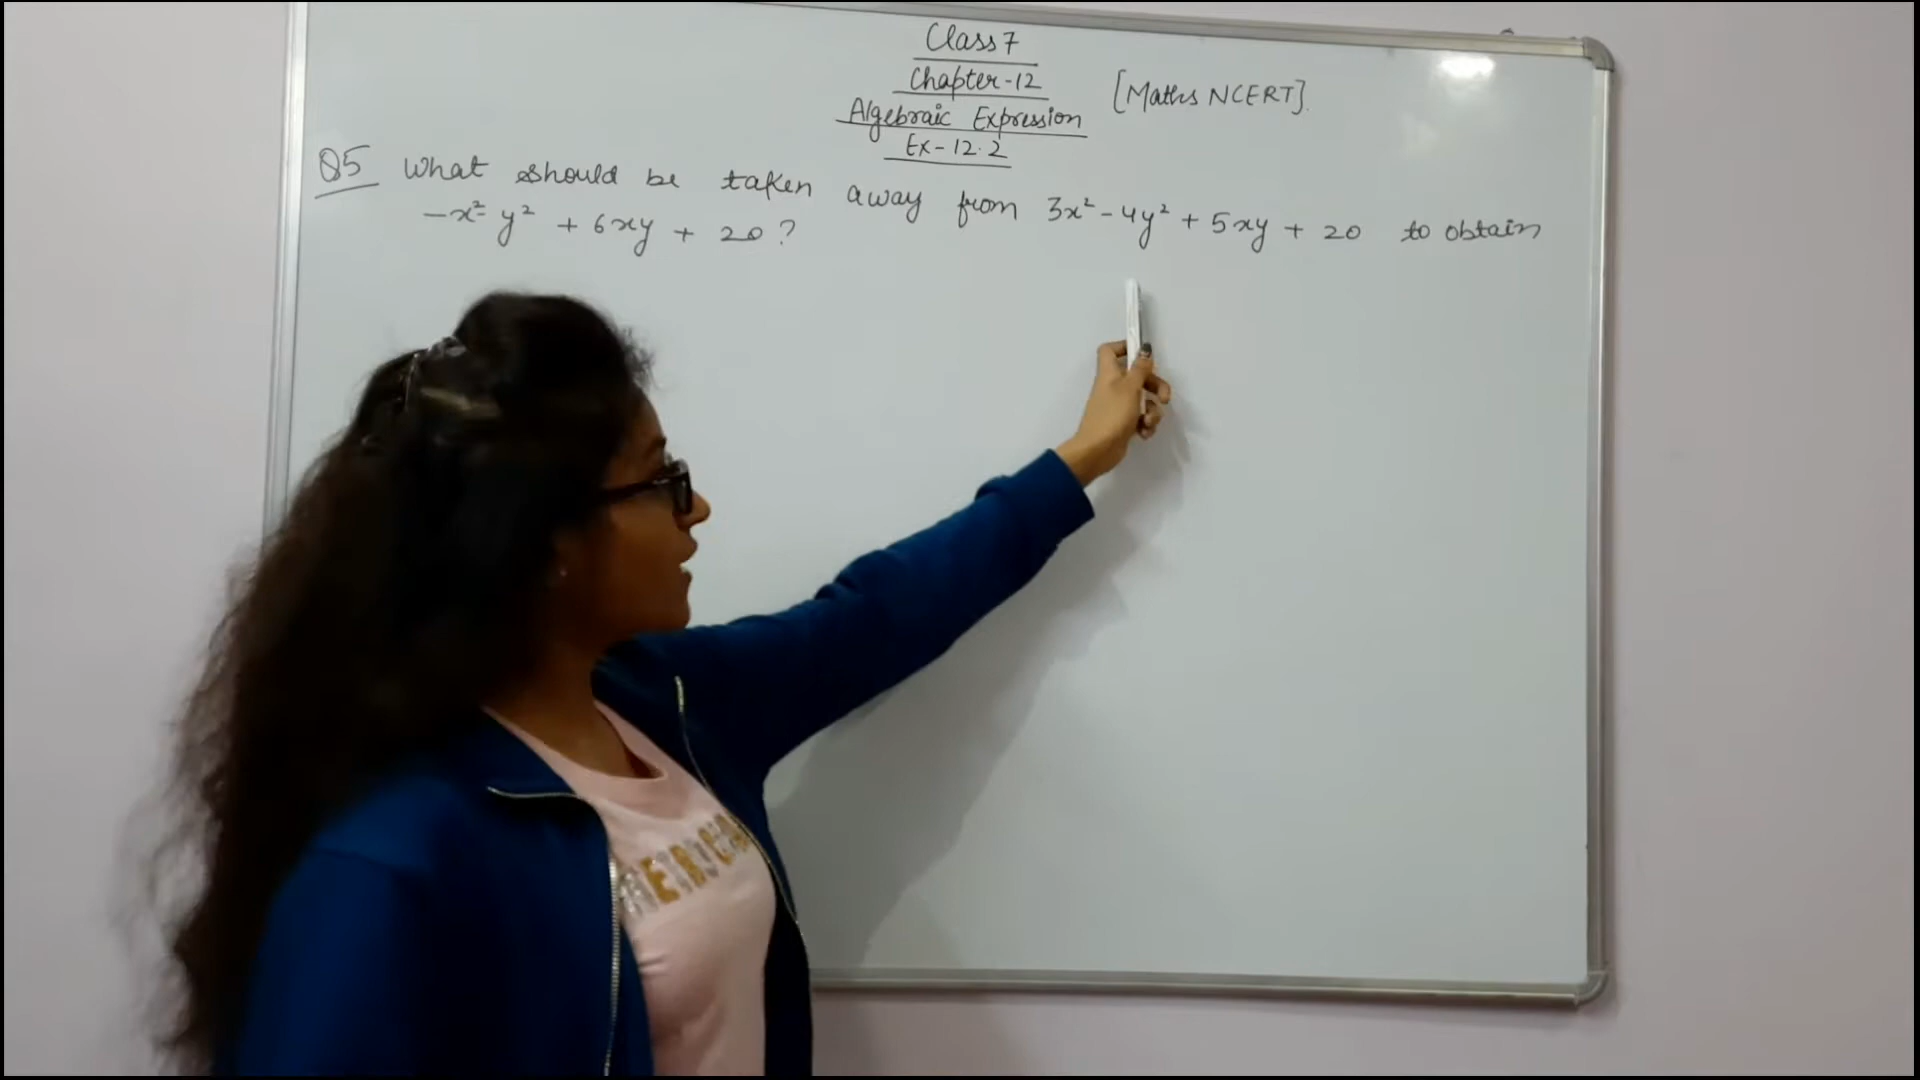 Class 7
Chapter-12
[Maths NCERT].
Algebraic Expression
Ex-12.2
Q5 What should be taken away from 3x² - 4y² + 5xy + 20 to obtain
-x² - y² + 6xy + 20?